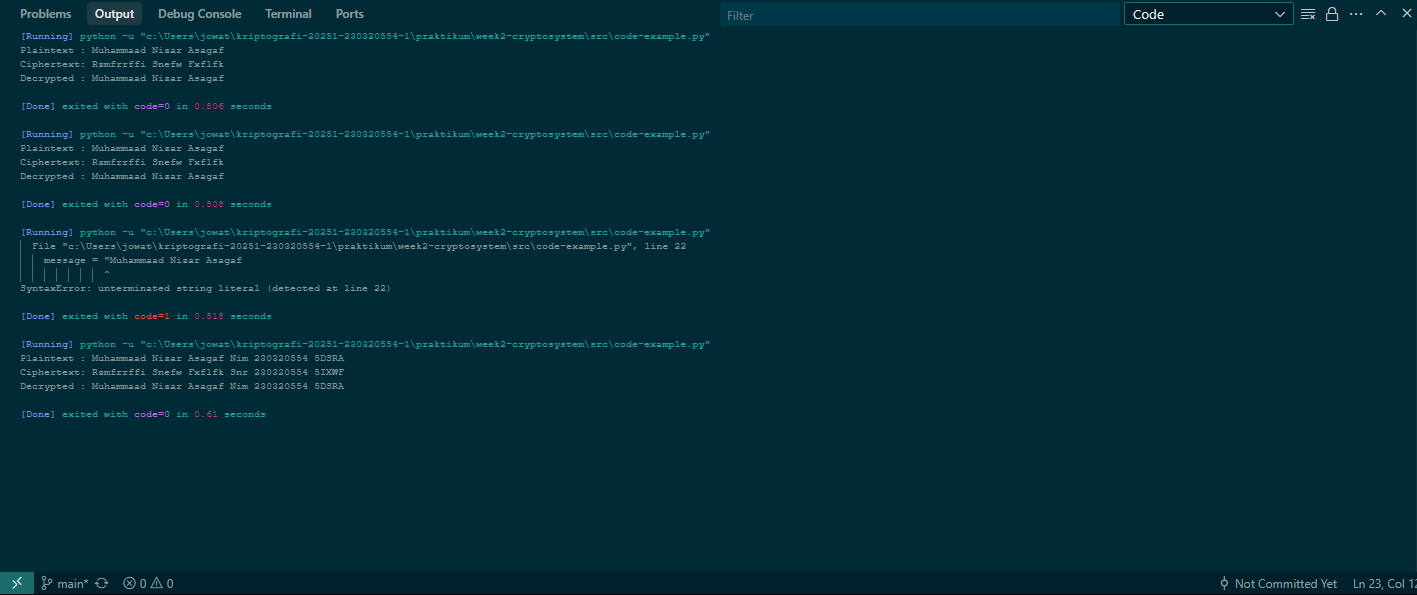 Problems Output Debug Console Terminal Ports Filter Code
[Running] python -u "c:\Users\jowat\kriptografi-20251-230320554-1\praktikum\week2-cryptosystem\src\code-example.py"
Plaintext : Muhammaad Nizar Asagaf
Ciphertext: Rzmfrrffi Snefw Fxflfk
Decrypted : Muhammaad Nizar Asagaf
[Done] exited with code=0 in 0.806 seconds
[Running] python -u "c:\Users\jowat\kriptografi-20251-230320554-1\praktikum\week2-cryptosystem\src\code-example.py"
Plaintext : Muhammaad Nizar Asagaf
Ciphertext: Rzmfrrffi Snefw Fxflfk
Decrypted : Muhammaad Nizar Asagaf
[Done] exited with code=0 in 0.808 seconds
[Running] python -u "c:\Users\jowat\kriptografi-20251-230320554-1\praktikum\week2-cryptosystem\src\code-example.py"
File "c:\Users\jowat\kriptografi-20251-230320554-1\praktikum\week2-cryptosystem\src\code-example.py", line 22
message = "Muhammaad Nizar Asagaf
^
SyntaxError: unterminated string literal (detected at line 22)
[Done] exited with code=1 in 0.518 seconds
[Running] python -u "c:\Users\jowat\kriptografi-20251-230320554-1\praktikum\week2-cryptosystem\src\code-example.py"
Plaintext : Muhammaad Nizar Asagaf Nim 230320554 5DSRA
Ciphertext: Rzmfrrffi Snefw Fxflfk Snr 230320554 5IXWF
Decrypted : Muhammaad Nizar Asagaf Nim 230320554 5DSRA
[Done] exited with code=0 in 0.61 seconds
main* 0 0 Not Committed Yet Ln 23, Col 12